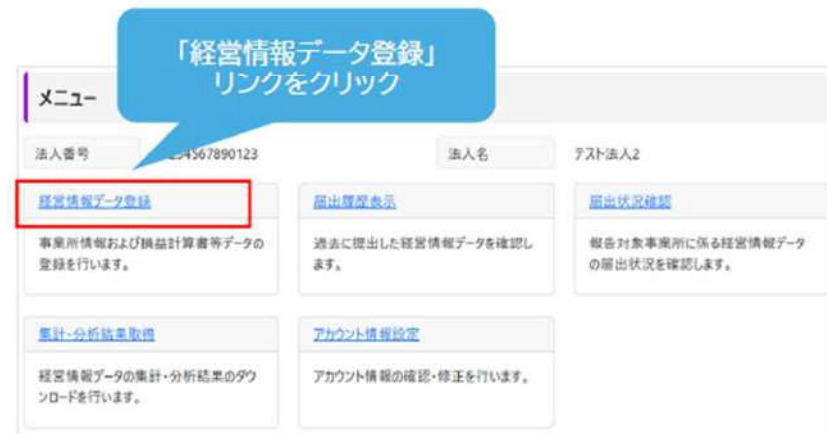 「経営情報データ登録」
リンクをクリック
メニュー
法人番号
234567890123
法人名
テスト法人2
経営情報データ登録
届出履歴表示
届出状況確認
事業所情報および損益計算書等データの
登録を行います。
過去に提出した経営情報データを確認し
ます。
報告対象事業所に係る経営情報データ
の届出状況を確認します。
集計・分析結果取得
アカウント情報設定
経営情報データの集計・分析結果のダウ
ンロードを行います。
アカウント情報の確認・修正を行います。